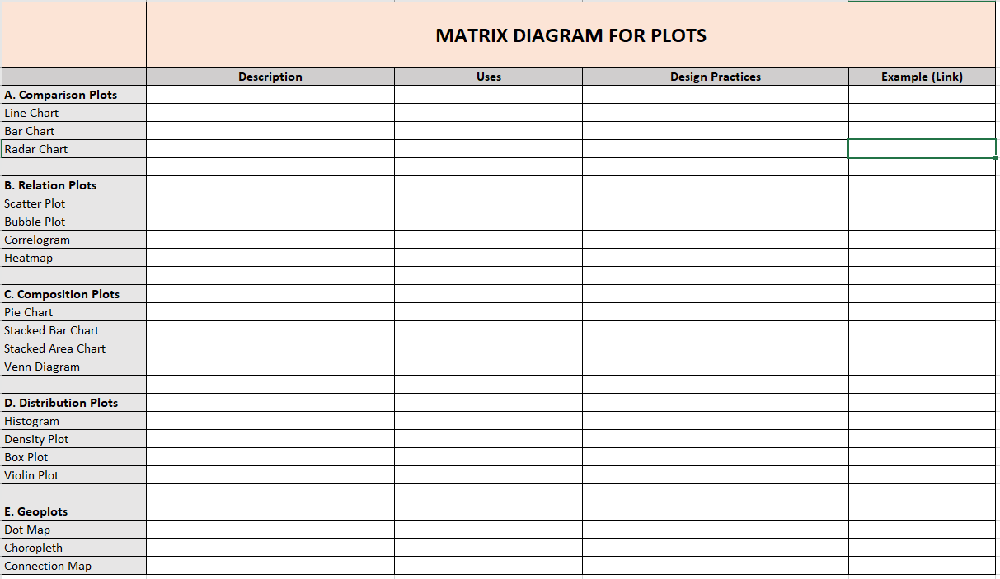 MATRIX DIAGRAM FOR PLOTS
Description Uses Design Practices Example (Link)
A. Comparison Plots
Line Chart
Bar Chart
Radar Chart
B. Relation Plots
Scatter Plot
Bubble Plot
Correlogram
Heatmap
C. Composition Plots
Pie Chart
Stacked Bar Chart
Stacked Area Chart
Venn Diagram
D. Distribution Plots
Histogram
Density Plot
Box Plot
Violin Plot
E. Geoplots
Dot Map
Choropleth
Connection Map